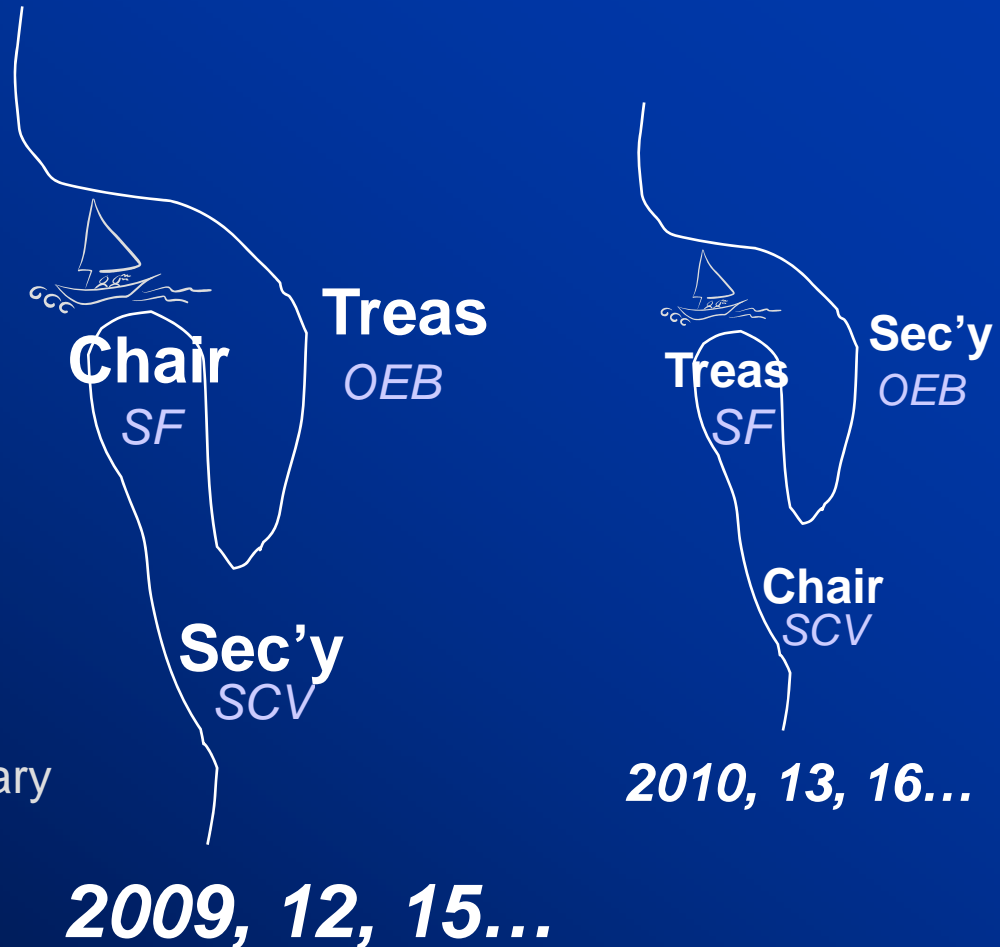 Chair
SF
Treas
OEB
Sec’y
SCV
ary
2009, 12, 15…
Treas
SF
Sec’y
OEB
Chair
SCV
2010, 13, 16…